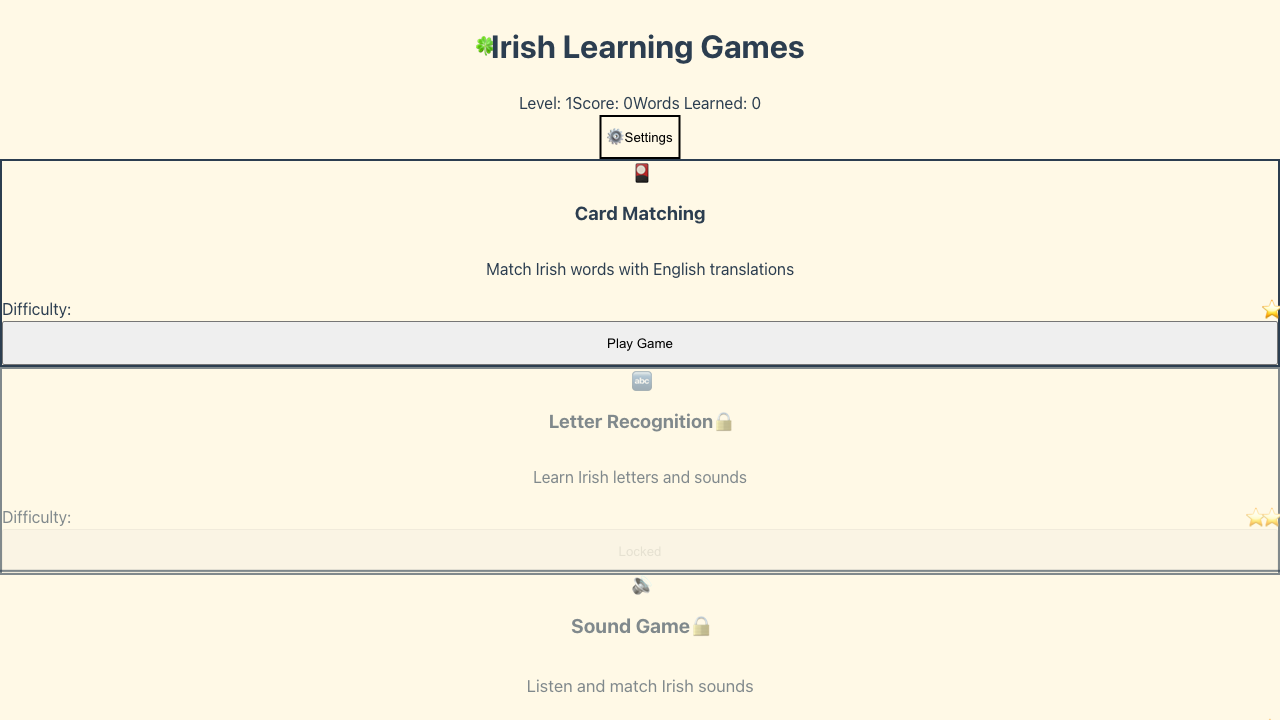 Irish Learning Games
Level: 1Score: 0Words Learned: 0
Settings
Card Matching
Match Irish words with English translations
Difficulty:
Play Game
abc
Letter Recognition
Learn Irish letters and sounds
Difficulty:
Locked
Sound Game
Listen and match Irish sounds